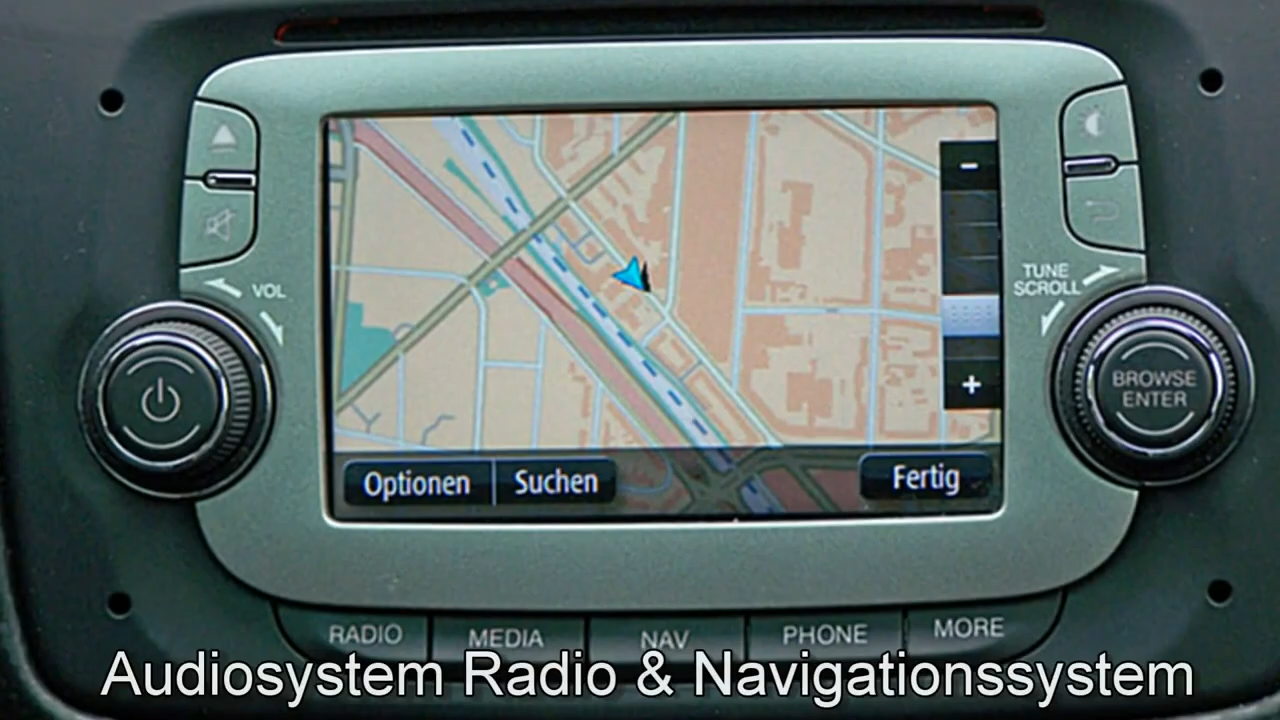 VOL
TUNE
SCROLL
BROWSE
ENTER
-
+
Optionen Suchen Fertig
RADIO MEDIA NAV PHONE MORE
Audiosystem Radio & Navigationssystem